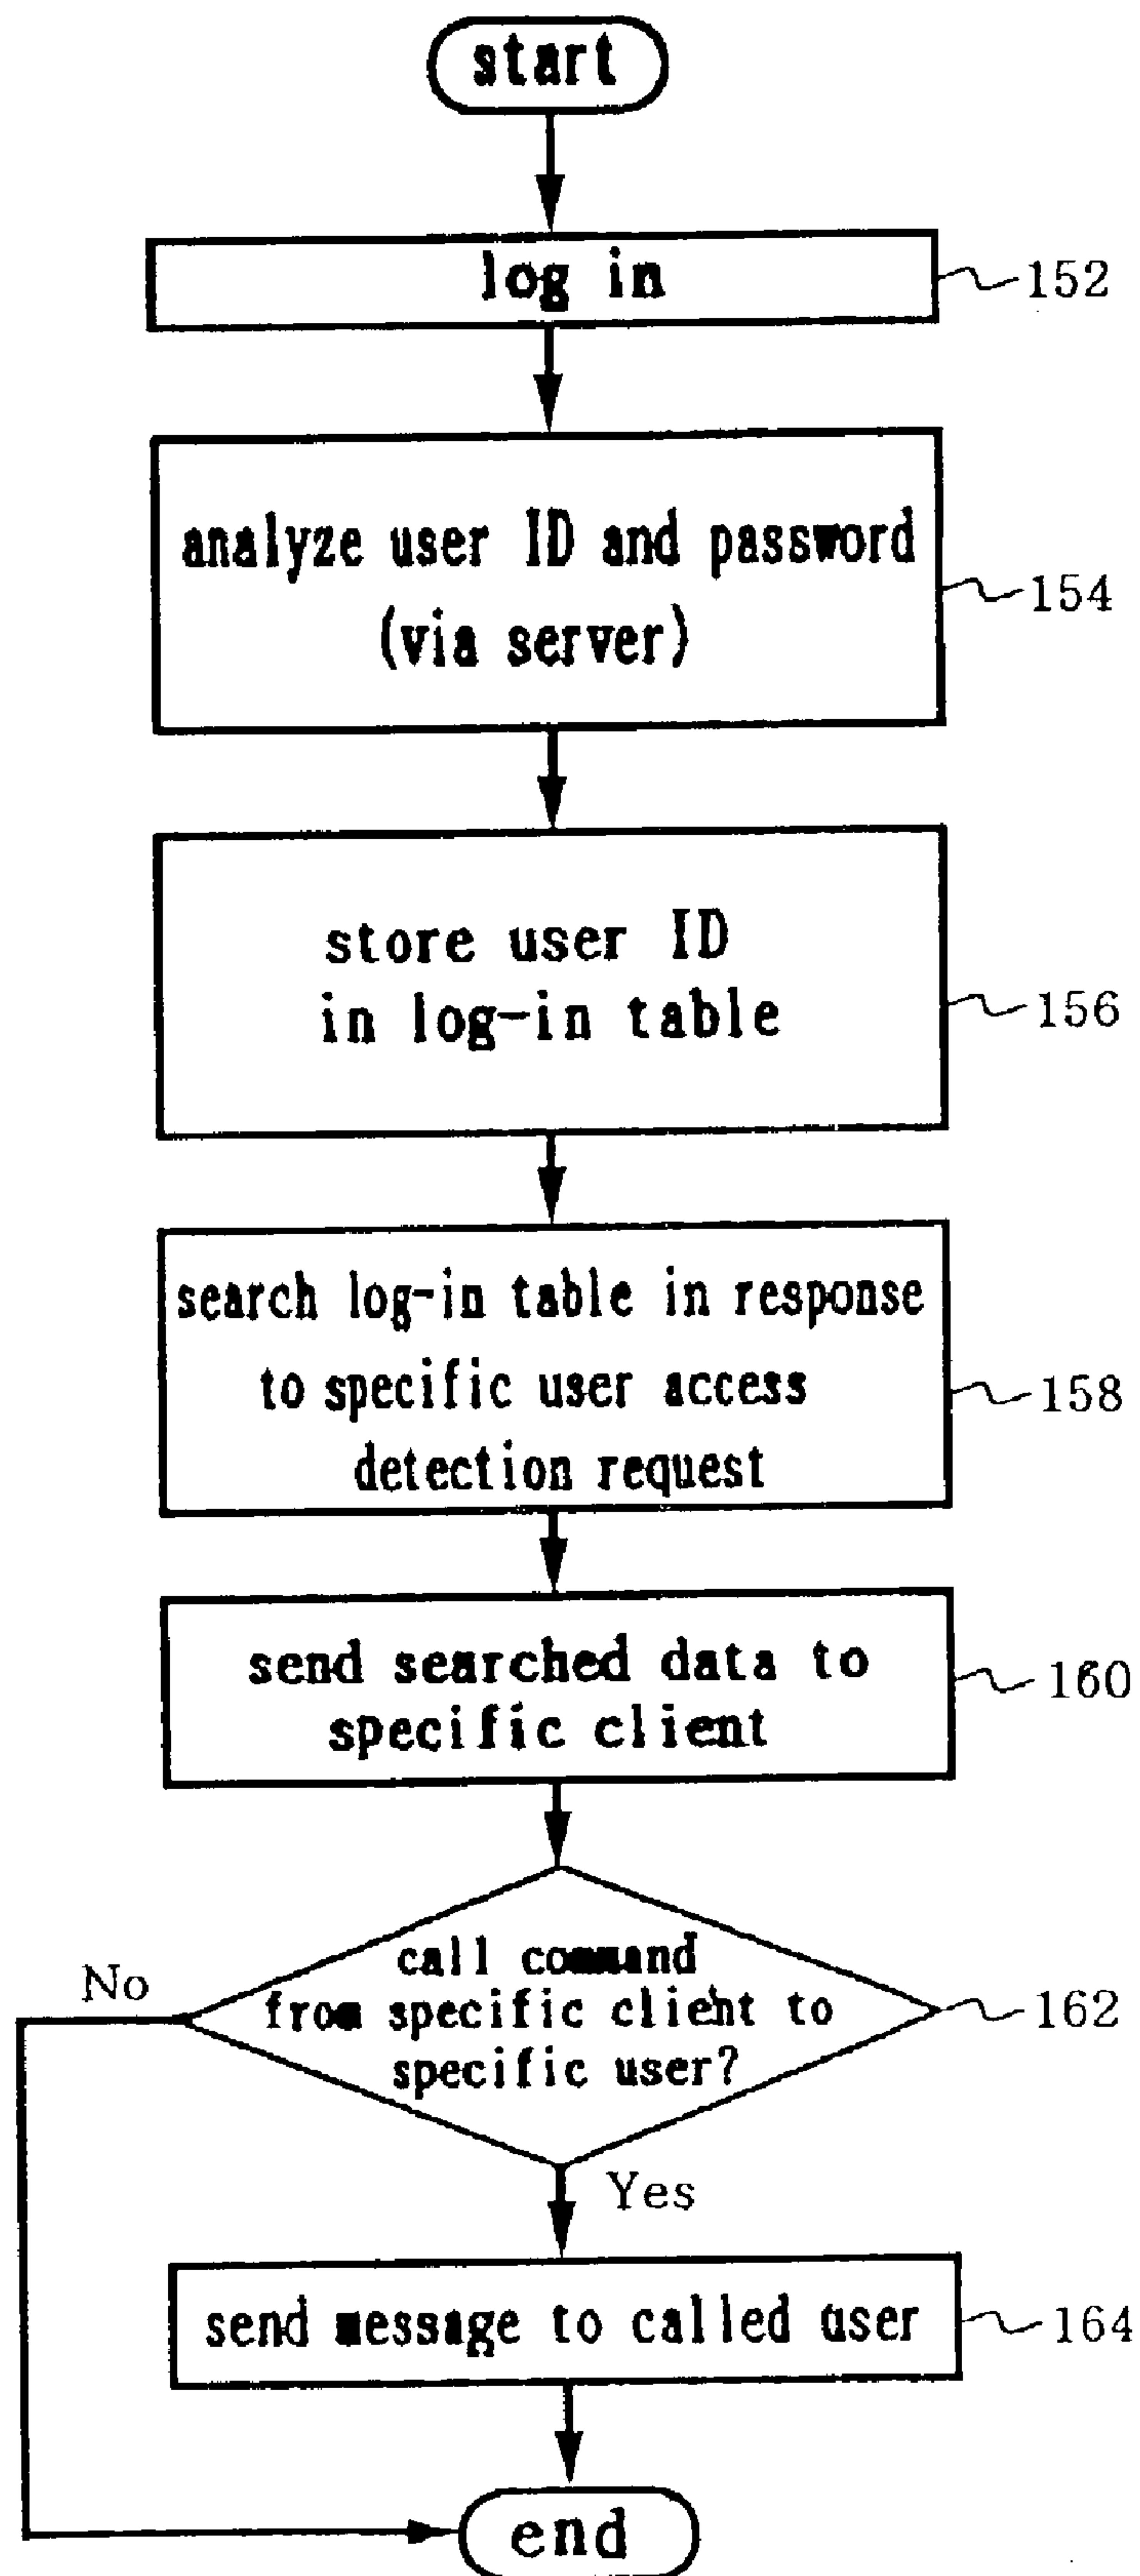 start
log in
152
analyze user ID and password
(via server)
154
store user ID
in log-in table
156
search log-in table in response
to specific user access
detection request
158
send searched data to
specific client
160
call command
from specific client to
specific user?
No
162
Yes
send message to called user
164
end